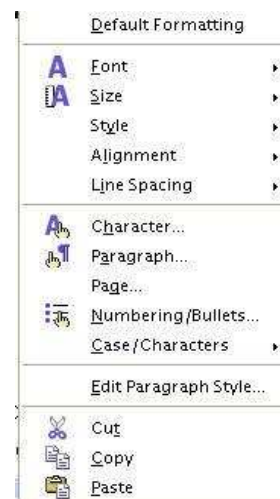 Default Formatting
Font
Size
Style
Alignment
Line Spacing
Character...
Paragraph...
Page...
Numbering/Bullets...
Case/Characters
Edit Paragraph Style...
Cut
Copy
Paste